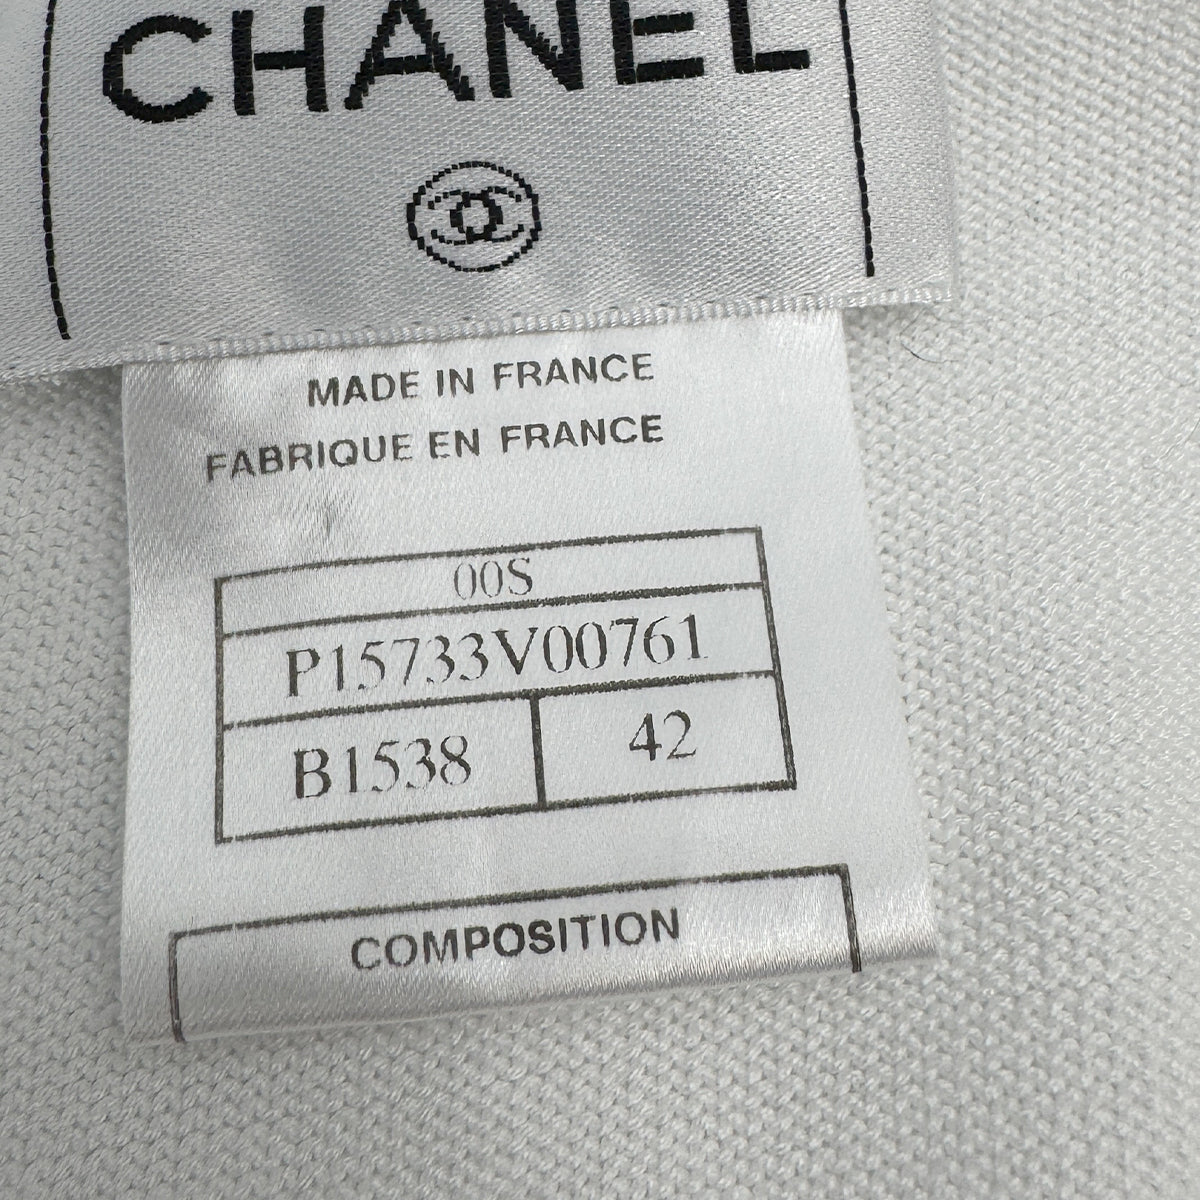 CHANEL
MADE IN FRANCE
FABRIQUE EN FRANCE
00S
P15733V00761
B1538 42
COMPOSITION